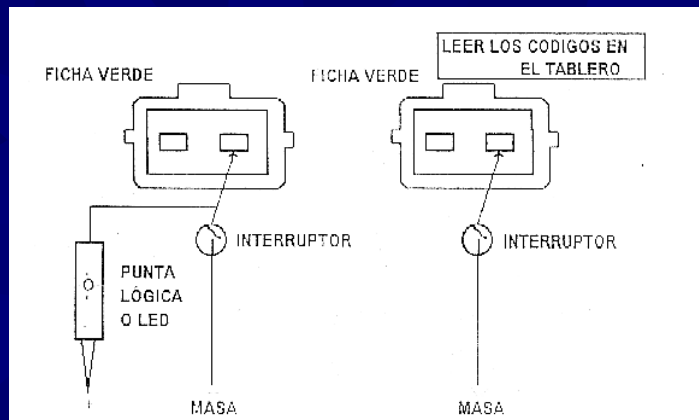 LEER LOS CODIGOS EN
EL TABLERO
FICHA VERDE
FICHA VERDE
INTERRUPTOR
INTERRUPTOR
PUNTA
LÓGICA
O LED
MASA
MASA